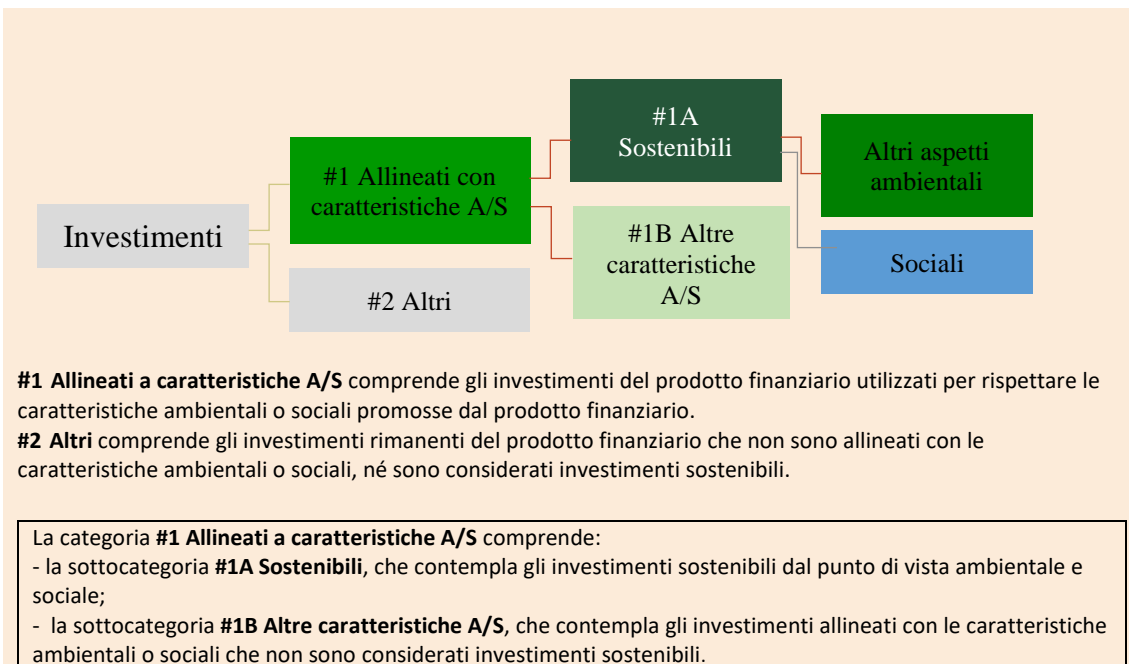 #1A
Sostenibili
Altri aspetti
ambientali
#1 Allineati con
caratteristiche A/S
Investimenti
#1B Altre
caratteristiche
A/S
Sociali
#2 Altri
#1 Allineati a caratteristiche A/S comprende gli investimenti del prodotto finanziario utilizzati per rispettare le
caratteristiche ambientali o sociali promosse dal prodotto finanziario.
#2 Altri comprende gli investimenti rimanenti del prodotto finanziario che non sono allineati con le
caratteristiche ambientali o sociali, né sono considerati investimenti sostenibili.
La categoria #1 Allineati a caratteristiche A/S comprende:
- la sottocategoria #1A Sostenibili, che contempla gli investimenti sostenibili dal punto di vista ambientale e
sociale;
- la sottocategoria #1B Altre caratteristiche A/S, che contempla gli investimenti allineati con le caratteristiche
ambientali o sociali che non sono considerati investimenti sostenibili.